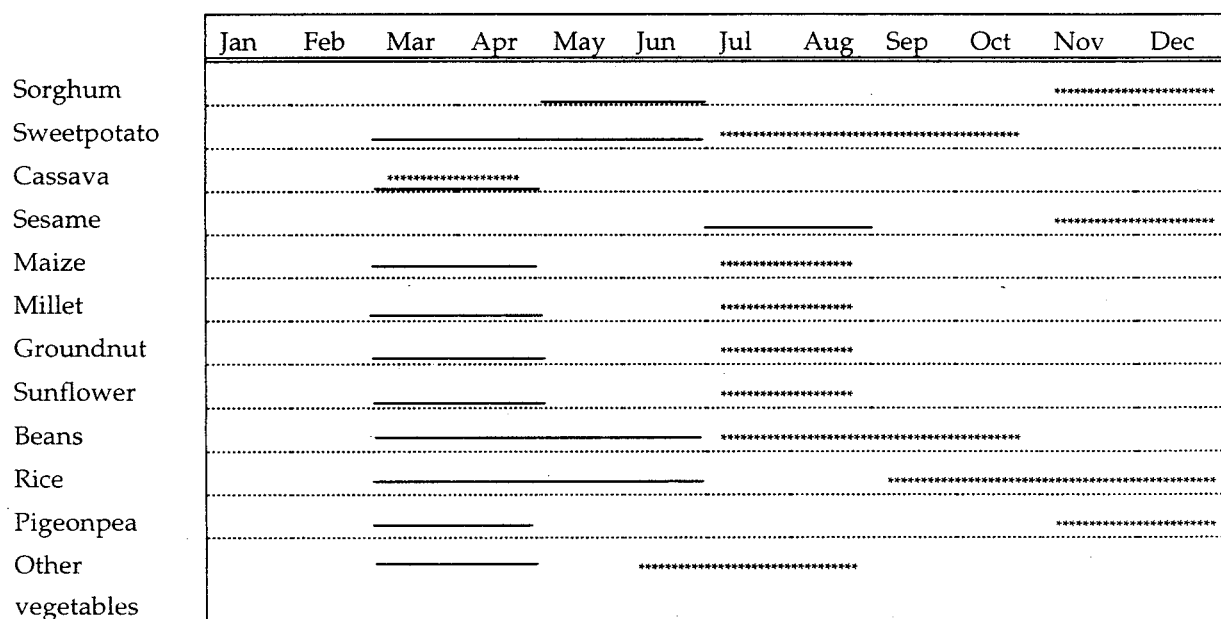 Jan Feb Mar Apr May Jun Jul Aug Sep Oct Nov Dec
Sorghum
Sweetpotato
Cassava
Sesame
Maize
Millet
Groundnut
Sunflower
Beans
Rice
Pigeonpea
Other
vegetables